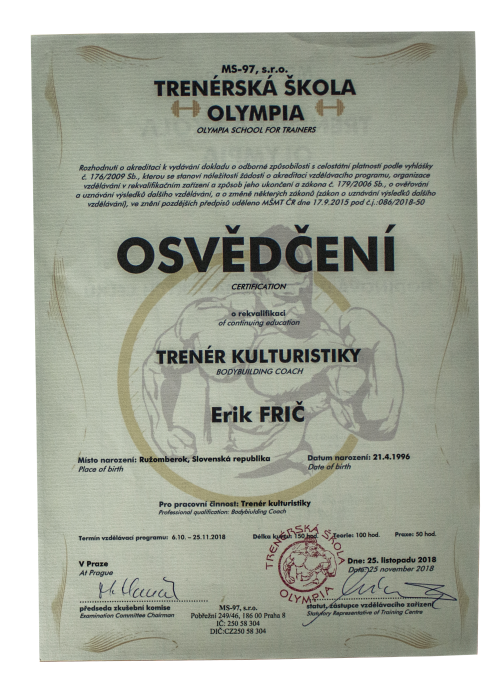 MS-97, s.r.o.
TRENÉRSKÁ ŠKOLA
OLYMPIA
OLYMPIA SCHOOL FOR TRAINERS
Rozhodnutí o akreditaci k vydávání dokladu o odborné způsobilosti s celostátní platností podle vyhlášky
č. 176/2009 Sb., kterou se stanoví náležitosti žádosti o akreditaci vzdělávacího programu, organizace
vzdělávání v rekvalifikačním zařízení a způsob jeho ukončení a zákona č. 179/2006 Sb., o ověřování
a uznávání výsledků dalšího vzdělávání, a o změně některých zákonů (zákon o uznávání výsledků dalšího
vzdělávání), ve znění pozdějších předpisů uděleno MŠMT ČR dne 17.9.2015 pod č.j.:086/2018-50
OSVĚDČENÍ
CERTIFICATION
o rekvalifikaci
of continuing education
TRENÉR KULTURISTIKY
BODYBUILDING COACH
Erik FRIČ
Místo narození: Ružomberok, Slovenská republika Datum narození: 21.4.1996
Place of birth Date of birth
Pro pracovní činnost: Trenér kulturistiky
Professional qualification: Bodybiulding Coach
Termín vzdělávací programu: 6.10. – 25.11.2018 Délka kurzu: 150 hod. Teorie: 100 hod. Praxe: 50 hod.
TRENÉRSKÁ ŠKOLA
OLYMPIA
V Praze Dne: 25. listopadu 2018
At Prague Date: 25 november 2018
předseda zkušební komise MS-97, s.r.o. statut. zástupce vzdělávacího zařízení
Examination Committee Chairman Pobřežní 249/46, 186 00 Praha 8 Statutory Representative of Training Centre
IČ: 250 58 304
DIČ:CZ250 58 304